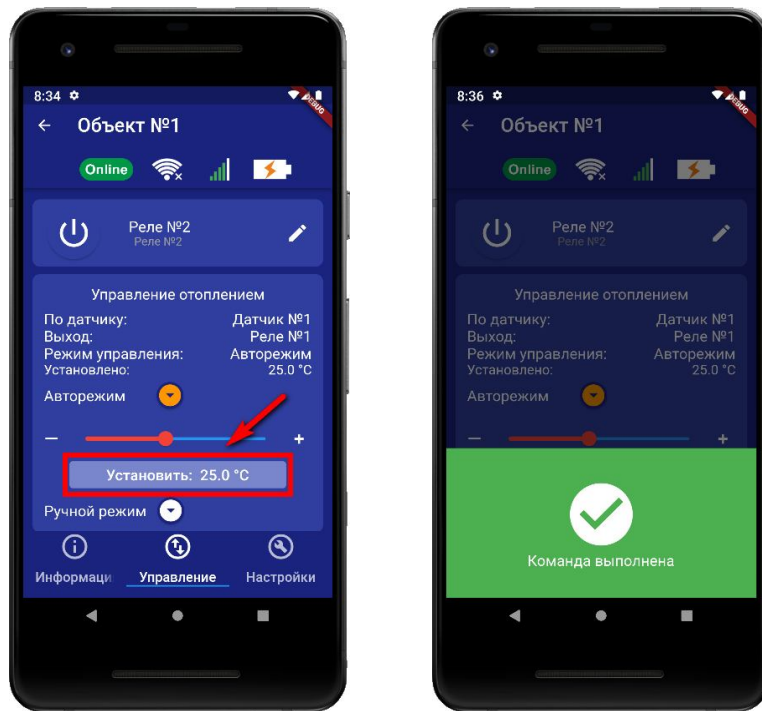 8:34
DEBUG
Объект №1
Online
Реле №2
Реле №2
Управление отоплением
По датчику: Датчик №1
Выход: Реле №1
Режим управления: Авторежим
Установлено: 25.0 °C
Авторежим
− +
Установить: 25.0 °C
Ручной режим
Информаци Управление Настройки
8:36
DEBUG
Объект №1
Online
Реле №2
Реле №2
Управление отоплением
По датчику: Датчик №1
Выход: Реле №1
Режим управления: Авторежим
Установлено: 25.0 °C
Авторежим
− +
Команда выполнена